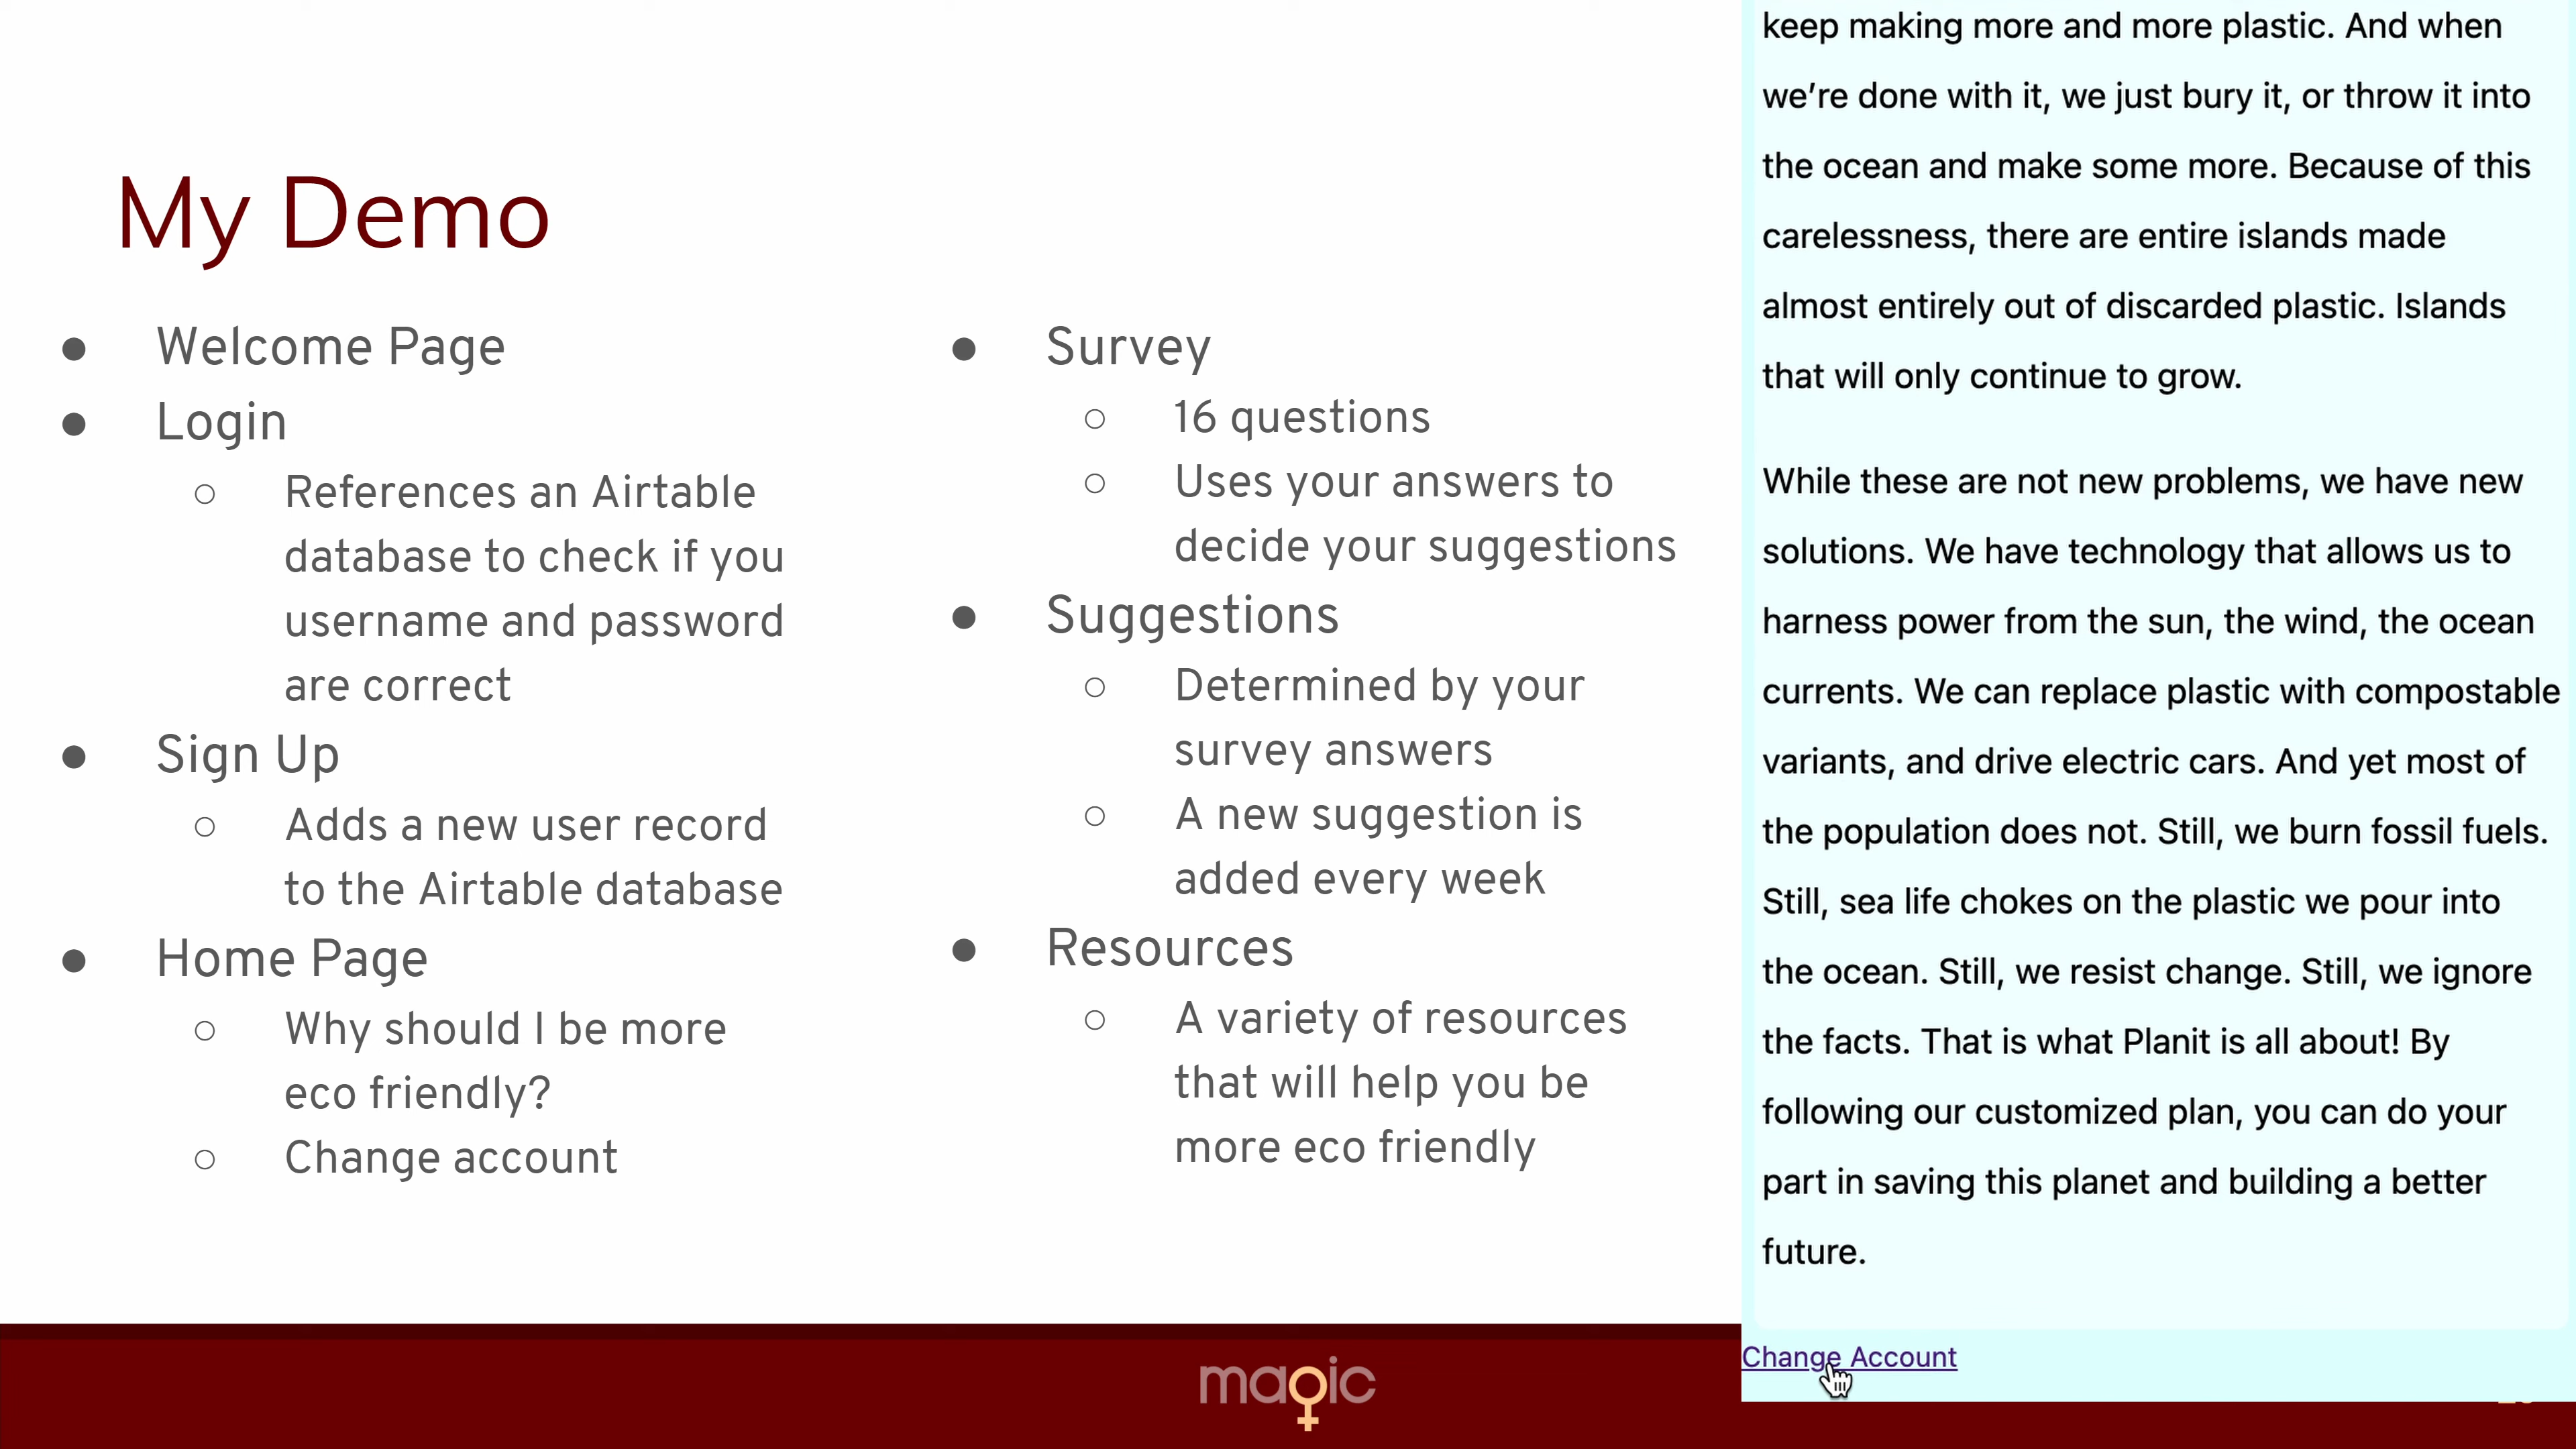 My Demo
Welcome Page
Login
References an Airtable
database to check if you
username and password
are correct
Sign Up
Adds a new user record
to the Airtable database
Home Page
Why should I be more
eco friendly?
Change account
Survey
16 questions
Uses your answers to
decide your suggestions
Suggestions
Determined by your
survey answers
A new suggestion is
added every week
Resources
A variety of resources
that will help you be
more eco friendly
keep making more and more plastic. And when
we’re done with it, we just bury it, or throw it into
the ocean and make some more. Because of this
carelessness, there are entire islands made
almost entirely out of discarded plastic. Islands
that will only continue to grow.
While these are not new problems, we have new
solutions. We have technology that allows us to
harness power from the sun, the wind, the ocean
currents. We can replace plastic with compostable
variants, and drive electric cars. And yet most of
the population does not. Still, we burn fossil fuels.
Still, sea life chokes on the plastic we pour into
the ocean. Still, we resist change. Still, we ignore
the facts. That is what Planit is all about! By
following our customized plan, you can do your
part in saving this planet and building a better
future.
Change Account
magic